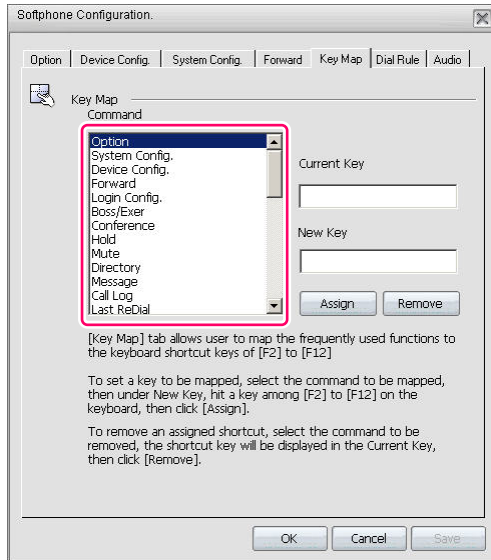 Softphone Configuration.
Option Device Config. System Config. Forward Key Map Dial Rule Audio
Key Map
Command
Option
System Config.
Device Config.
Forward
Login Config.
Boss/Exer
Conference
Hold
Mute
Directory
Message
Call Log
Last ReDial
Current Key
New Key
Assign Remove
[Key Map] tab allows user to map the frequently used functions to
the keyboard shortcut keys of [F2] to [F12]
To set a key to be mapped, select the command to be mapped,
then under New Key, hit a key among [F2] to [F12] on the
keyboard, then click [Assign].
To remove an assigned shortcut, select the command to be
removed, the shortcut key will be displayed in the Current Key,
then click [Remove].
OK Cancel Save